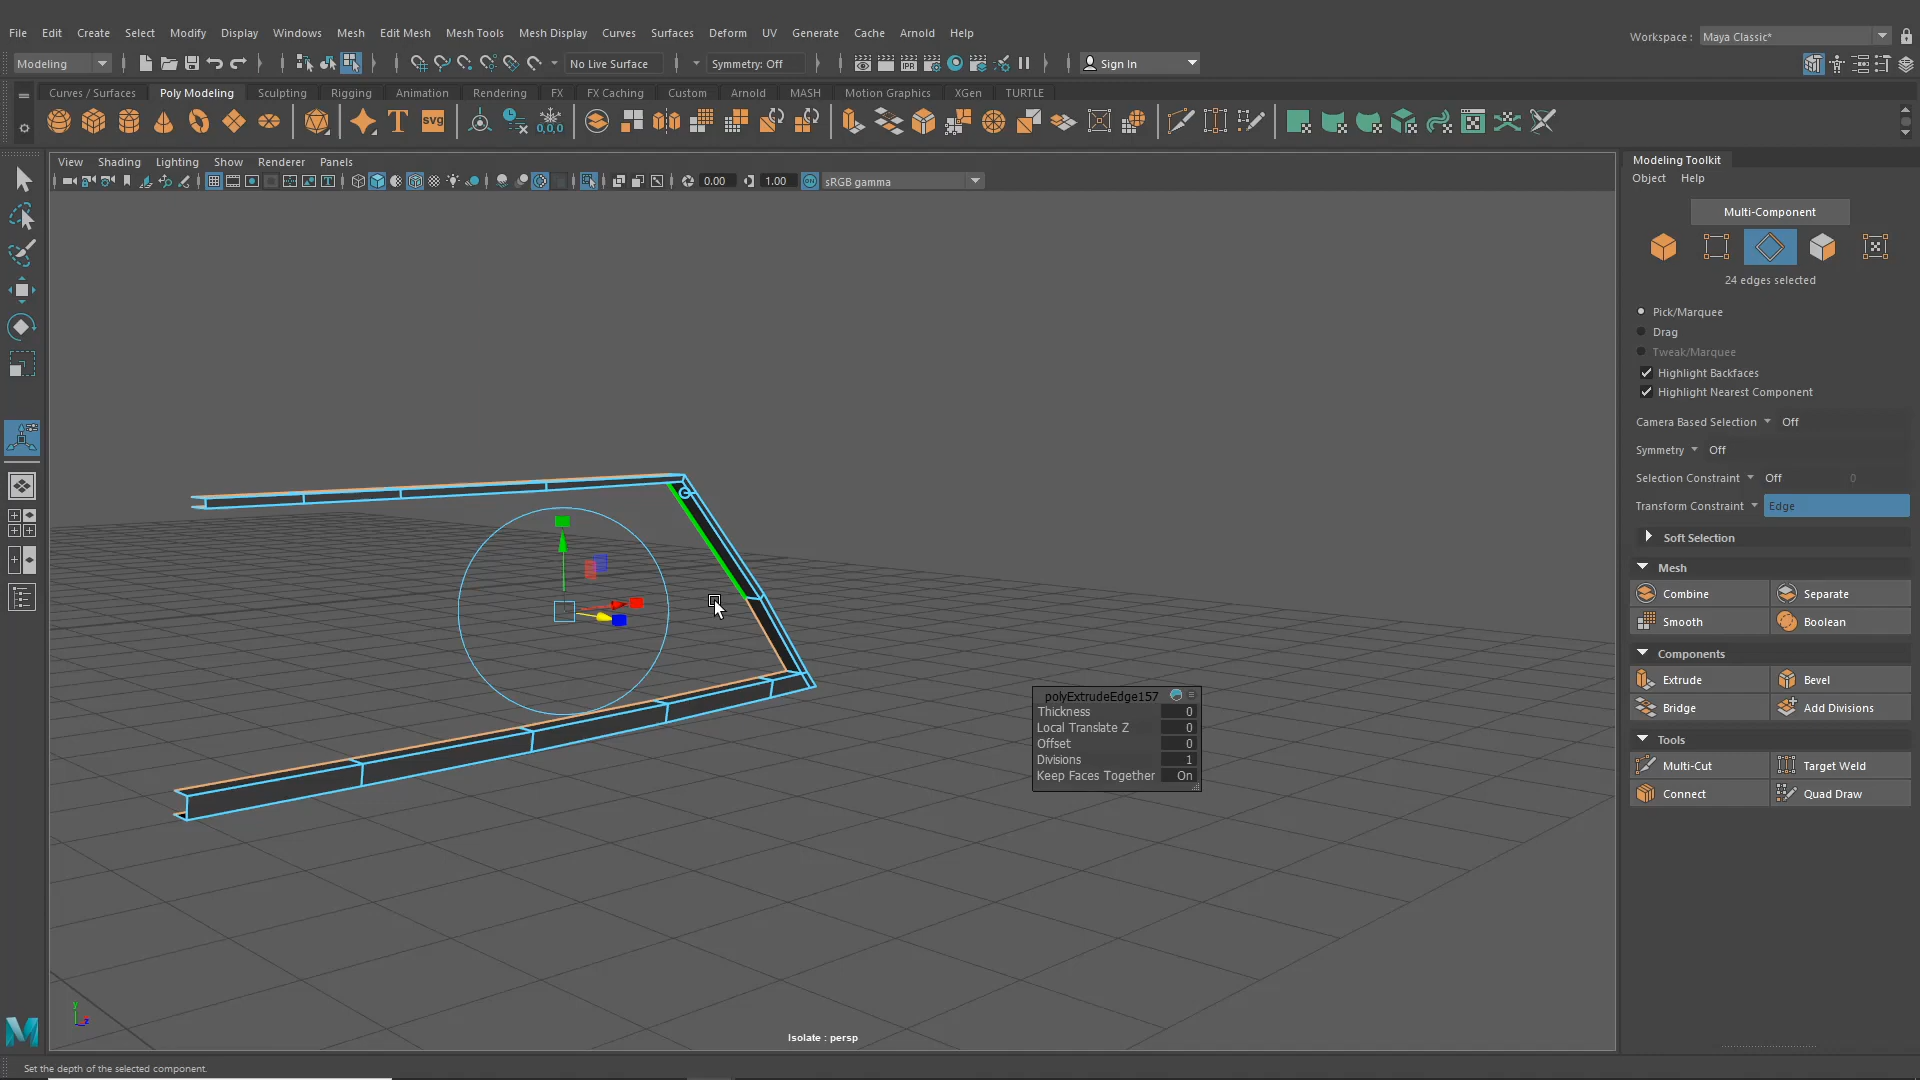 File Edit Create Select Modify Display Windows Mesh Edit Mesh Mesh Tools Mesh Display Curves Surfaces Deform UV Generate Cache Arnold Help
Workspace : Maya Classic*
Modeling No Live Surface Symmetry: Off Sign In
Curves / Surfaces Poly Modeling Sculpting Rigging Animation Rendering FX FX Caching Custom Arnold MASH Motion Graphics XGen TURTLE
T svg 0,0,0
View Shading Lighting Show Renderer Panels
0.00 1.00 sRGB gamma
Modeling Toolkit
Object Help
Multi-Component
24 edges selected
Pick/Marquee
Drag
Tweak/Marquee
Highlight Backfaces
Highlight Nearest Component
Camera Based Selection Off
Symmetry Off
Selection Constraint Off 0
Transform Constraint Edge
Soft Selection
Mesh
Combine Separate
Smooth Boolean
Components
Extrude Bevel
Bridge Add Divisions
Tools
Multi-Cut Target Weld
Connect Quad Draw
polyExtrudeEdge157
Thickness 0
Local Translate Z 0
Offset 0
Divisions 1
Keep Faces Together On
y
z
Isolate : persp
Set the depth of the selected component.